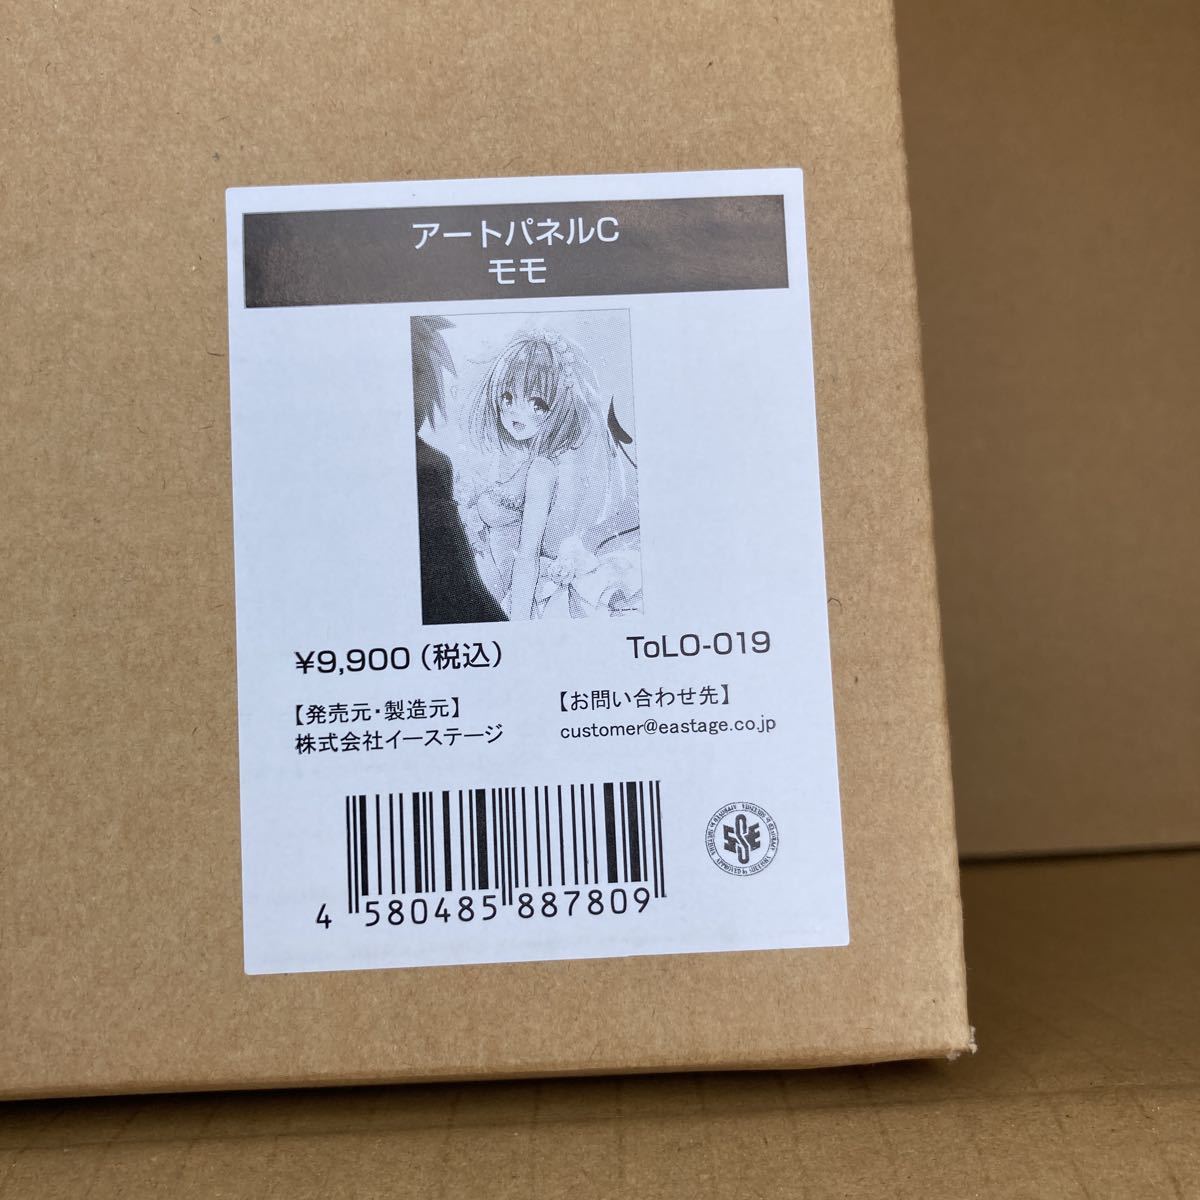 アートパネルC
モモ
¥9,900(税込)
ToLO-019
【発売元・製造元】
株式会社イーステージ
【お問い合わせ先】
customer@eastage.co.jp
4 580485 887809